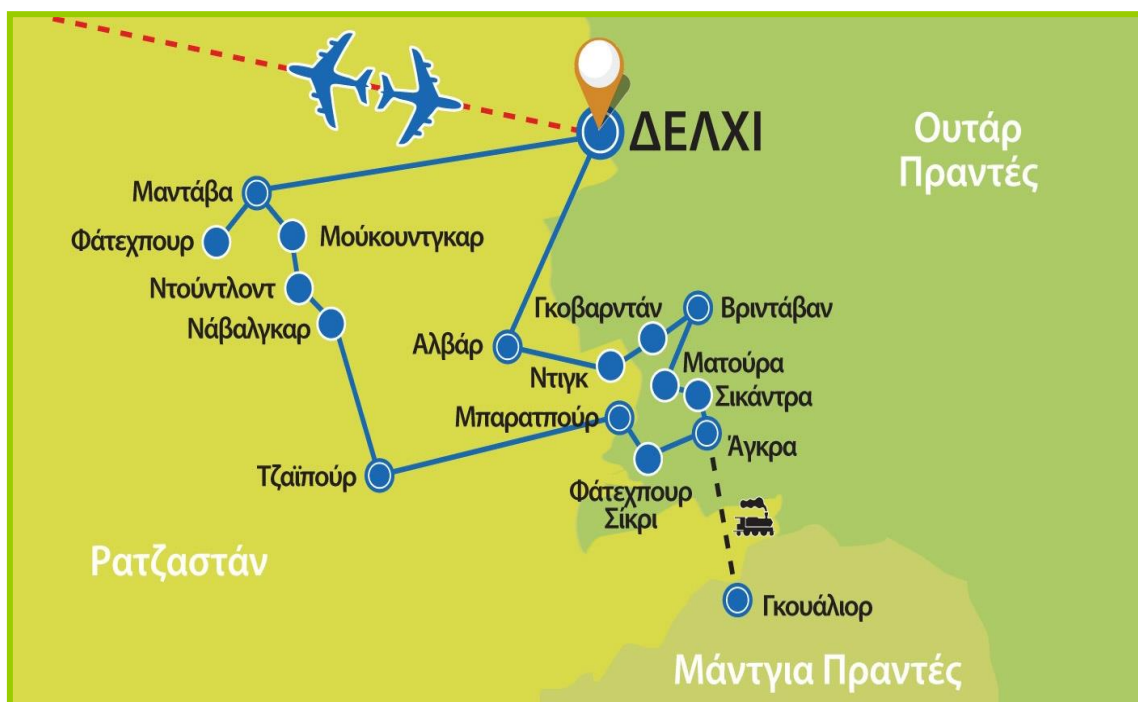 ΔΕΛΧΙ
Ουτάρ
Πραντές
Μαντάβα
Φάτεχπουρ
Μούκουντγκαρ
Ντούντλοντ
Νάβαλγκαρ
Γκοβαρντάν
Βριντάβαν
Αλβάρ
Ντιγκ
Ματούρα
Σικάντρα
Μπαρατπούρ
Άγκρα
Τζαϊπούρ
Φάτεχπουρ
Σίκρι
Ρατζαστάν
Γκουάλιορ
Μάντγια Πραντές